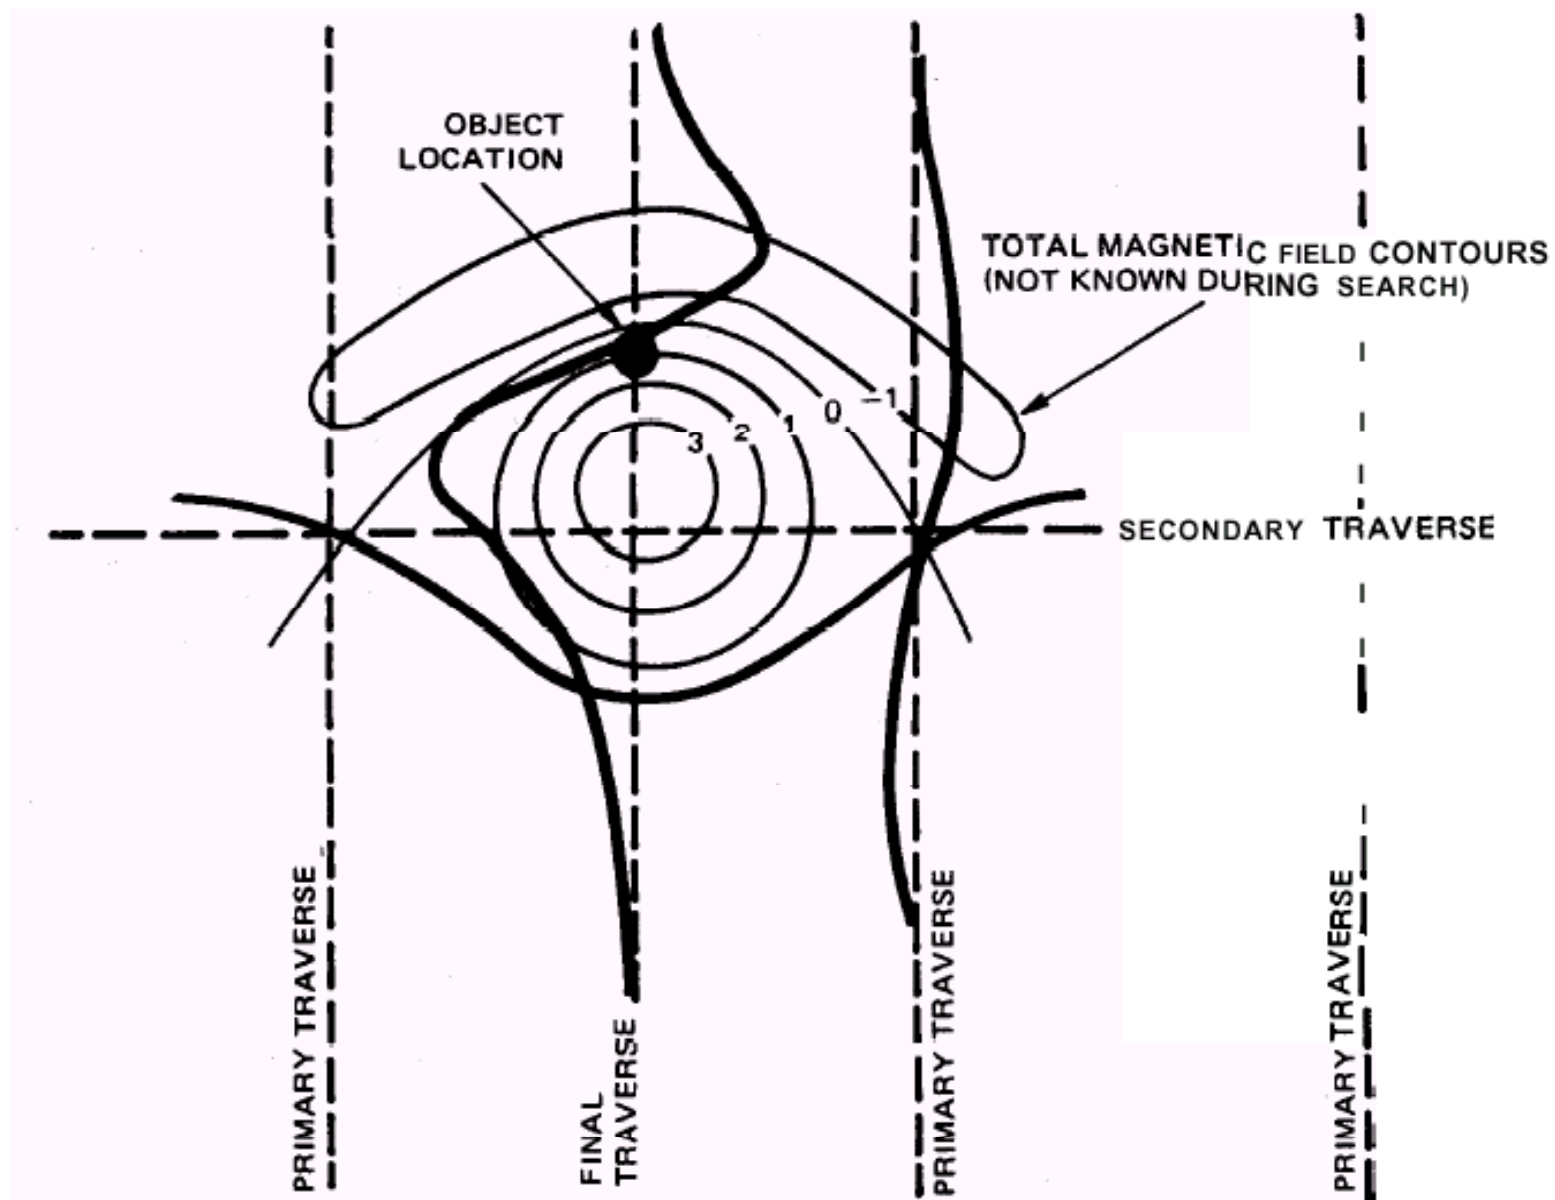 OBJECT
LOCATION
TOTAL MAGNETIC FIELD CONTOURS
(NOT KNOWN DURING SEARCH)
3 2 1 0 -1
SECONDARY TRAVERSE
PRIMARY TRAVERSE
FINAL
TRAVERSE
PRIMARY TRAVERSE
PRIMARY TRAVERSE